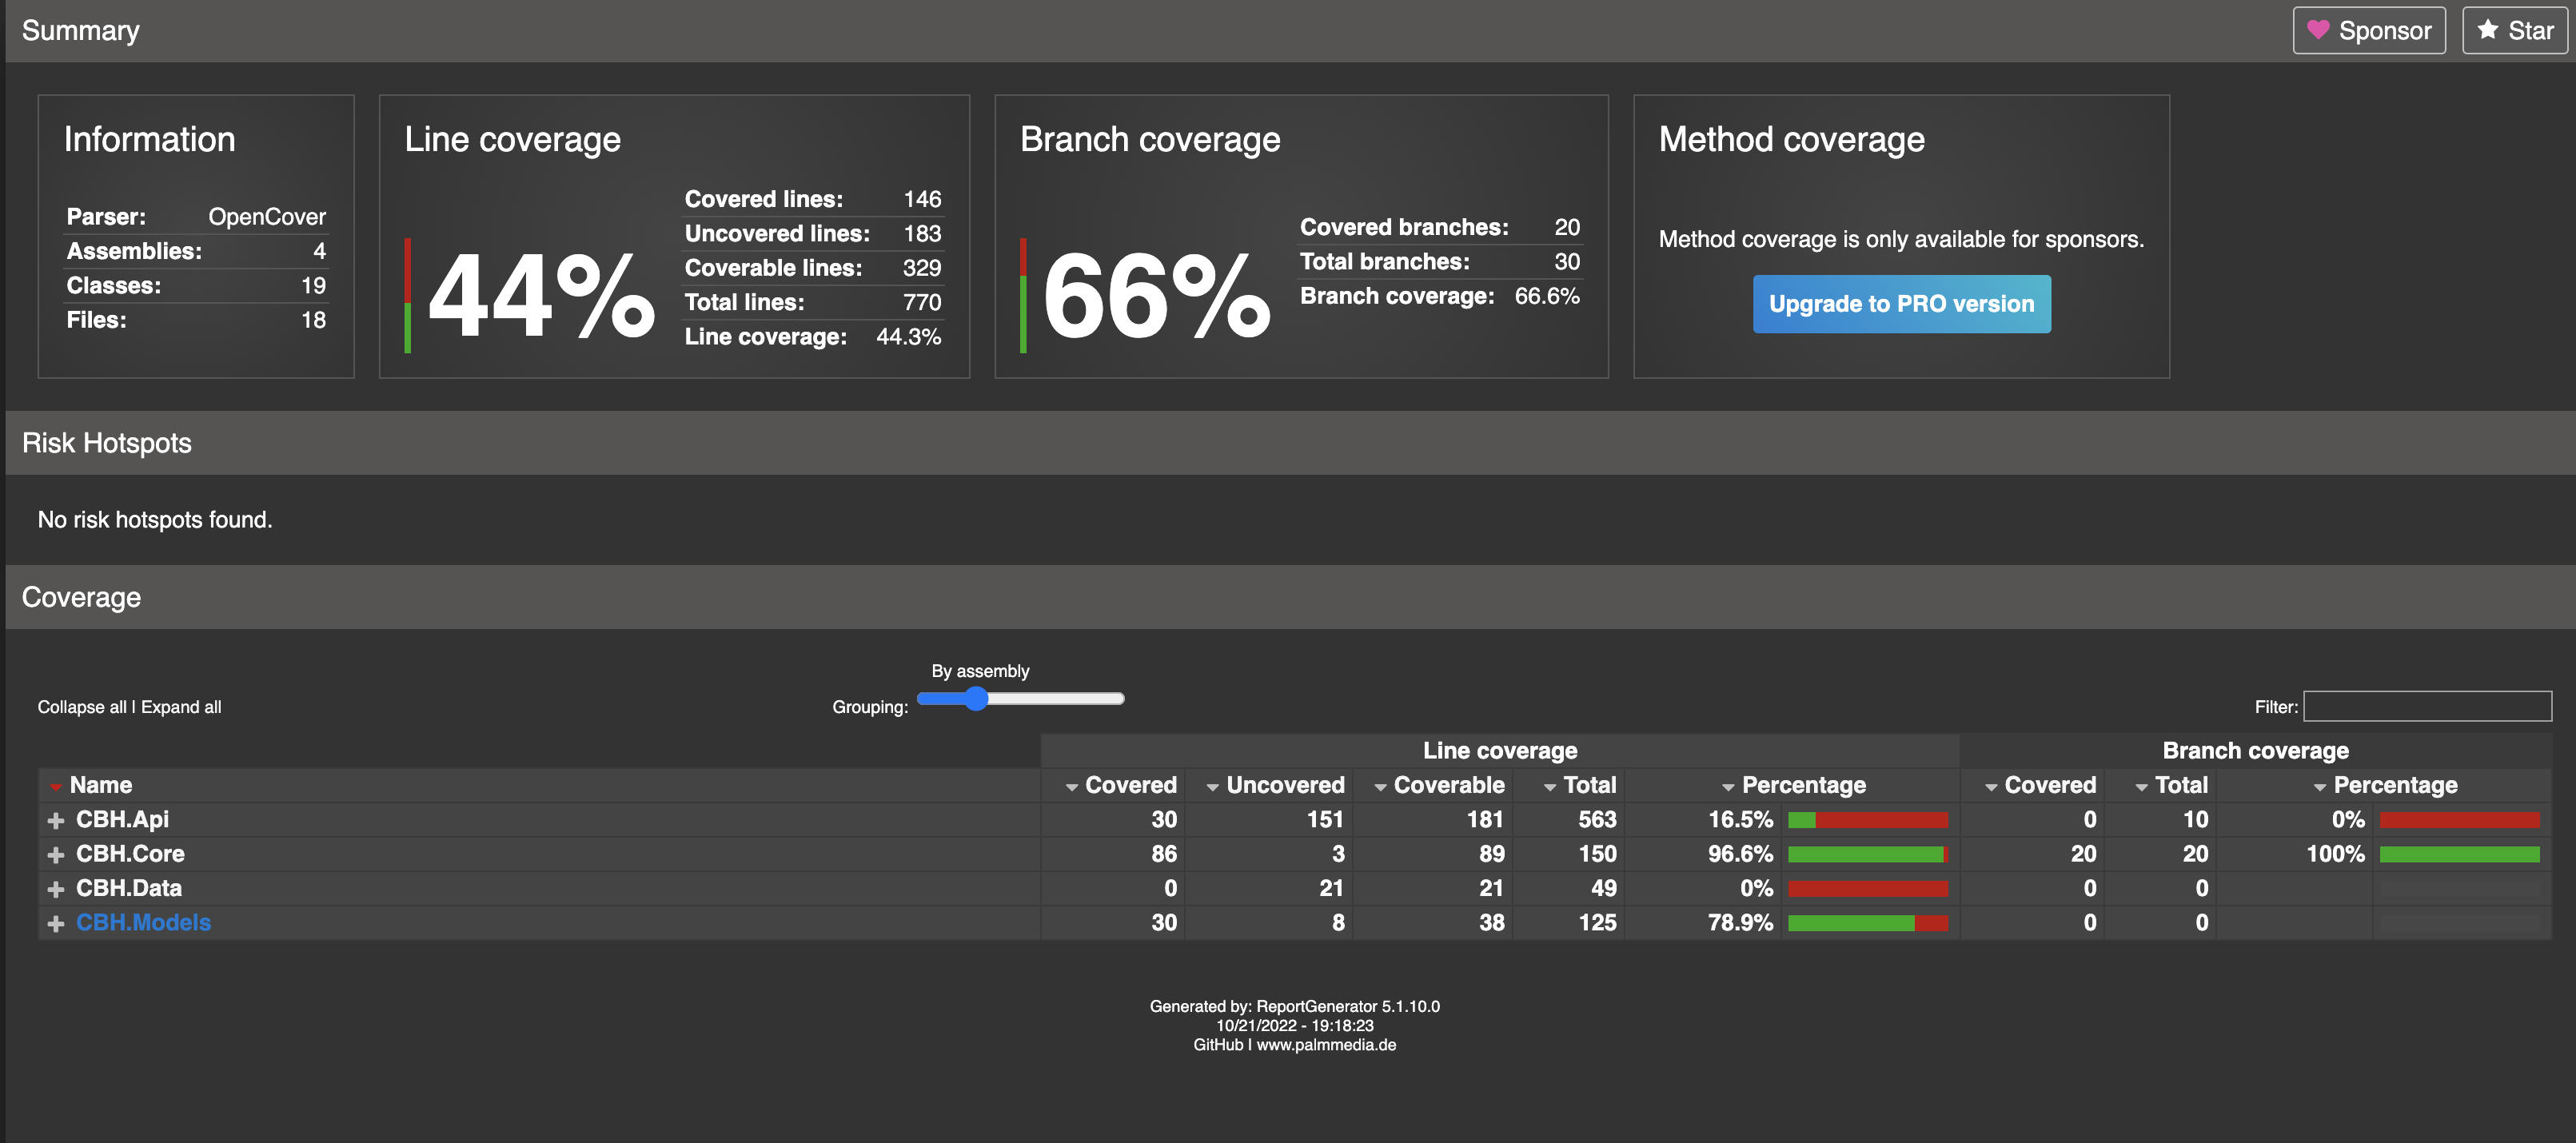 Summary
Sponsor
Star
Information
Parser: OpenCover
Assemblies: 4
Classes: 19
Files: 18
Line coverage
44%
Covered lines: 146
Uncovered lines: 183
Coverable lines: 329
Total lines: 770
Line coverage: 44.3%
Branch coverage
66%
Covered branches: 20
Total branches: 30
Branch coverage: 66.6%
Method coverage
Method coverage is only available for sponsors.
Upgrade to PRO version
Risk Hotspots
No risk hotspots found.
Coverage
Collapse all | Expand all
By assembly
Grouping:
Filter:
Line coverage Branch coverage
Name Covered Uncovered Coverable Total Percentage Covered Total Percentage
CBH.Api 30 151 181 563 16.5% 0 10 0%
CBH.Core 86 3 89 150 96.6% 20 20 100%
CBH.Data 0 21 21 49 0% 0 0
CBH.Models 30 8 38 125 78.9% 0 0
Generated by: ReportGenerator 5.1.10.0
10/21/2022 - 19:18:23
GitHub | www.palmmedia.de